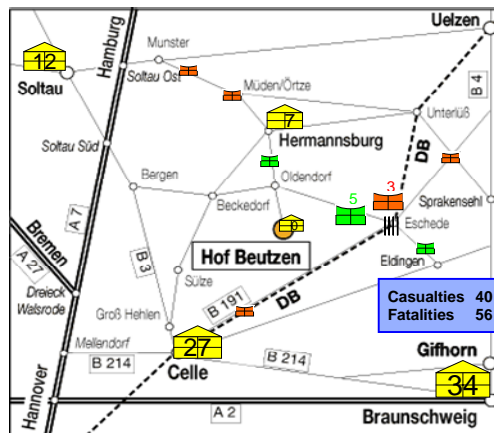 Uelzen
Hamburg
Munster
12
Soltau Ost
Soltau
Müden/Örtze
B 4
7
Unterlüß
Hermannsburg
DB
Soltau Süd
Oldendorf
3
Bergen
5
Sprakensehl
Beckedorf
A 7
Eschede
9
Bremen
B 3
Hof Beutzen
Eldingen
A 27
Sülze
DB
Dreieck
Walsrode
B 191
Casualties 40
Fatalities 56
Groß Hehlen
Mellendorf
27
Gifhorn
B 214
B 214
Celle
34
Hannover
A 2
Braunschweig